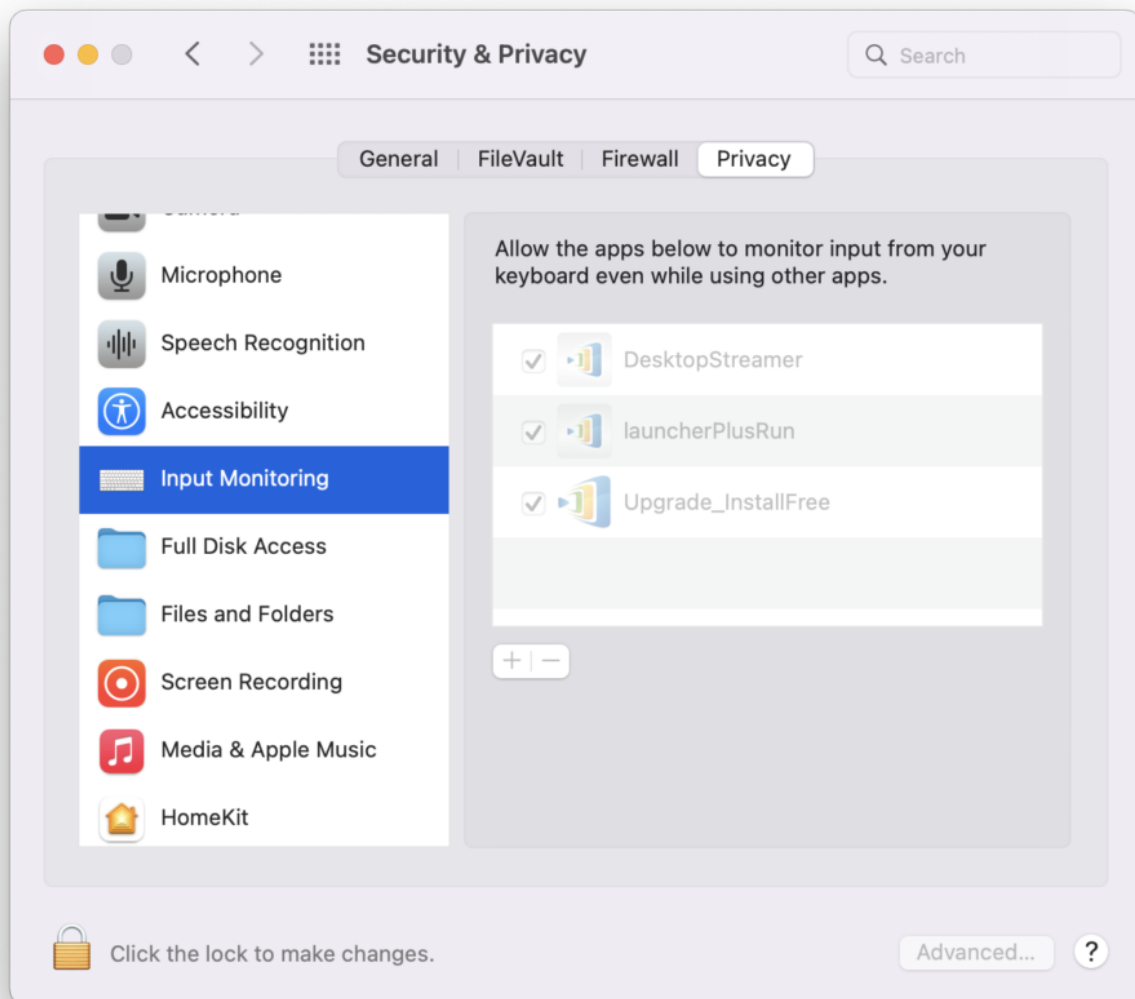 Security & Privacy
Search
General
FileVault
Firewall
Privacy
Microphone
Speech Recognition
Accessibility
Input Monitoring
Full Disk Access
Files and Folders
Screen Recording
Media & Apple Music
HomeKit
Allow the apps below to monitor input from your
keyboard even while using other apps.
DesktopStreamer
launcherPlusRun
Upgrade_InstallFree
Click the lock to make changes.
Advanced...
?